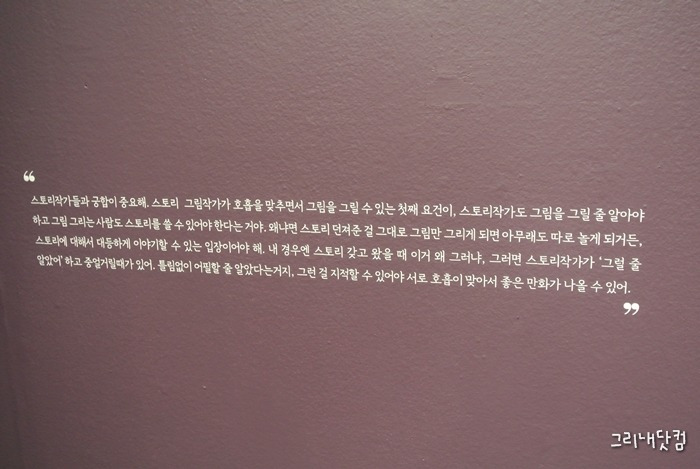 “
스토리작가들과 궁합이 중요해. 스토리 그림작가가 호흡을 맞추면서 그림을 그릴 수 있는 첫째 요건이, 스토리작가도 그림을 그릴 줄 알아야
하고 그림 그리는 사람도 스토리를 쓸 수 있어야 한다는 거야. 왜냐면 스토리 던져준 걸 그대로 그림만 그리게 되면 아무래도 따로 놀게 되거든,
스토리에 대해서 대등하게 이야기할 수 있는 입장이어야 해. 내 경우엔 스토리 갖고 왔을 때 이거 왜 그러냐, 그러면 스토리작가가 ‘그럴 줄
알았어’ 하고 중얼거릴때가 있어. 틀림없이 어필할 줄 알았다는거지, 그런 걸 지적할 수 있어야 서로 호흡이 맞아서 좋은 만화가 나올 수 있어.
”
그리내닷컴